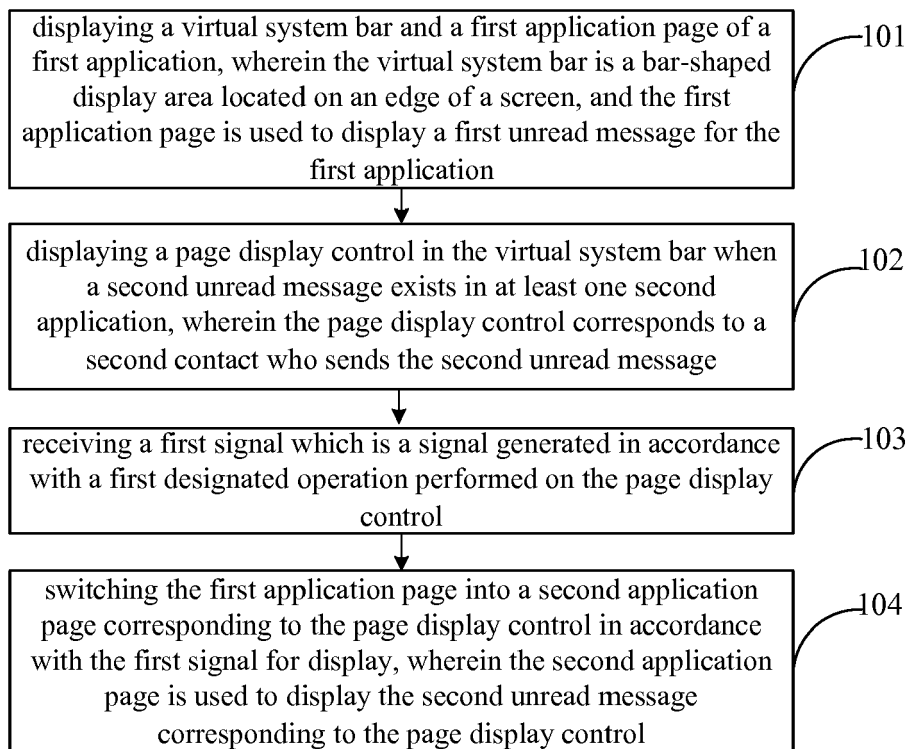 displaying a virtual system bar and a first application page of a
first application, wherein the virtual system bar is a bar-shaped
display area located on an edge of a screen, and the first
application page is used to display a first unread message for the
first application
101
displaying a page display control in the virtual system bar when
a second unread message exists in at least one second
application, wherein the page display control corresponds to a
second contact who sends the second unread message
102
receiving a first signal which is a signal generated in accordance
with a first designated operation performed on the page display
control
103
switching the first application page into a second application
page corresponding to the page display control in accordance
with the first signal for display, wherein the second application
page is used to display the second unread message
corresponding to the page display control
104